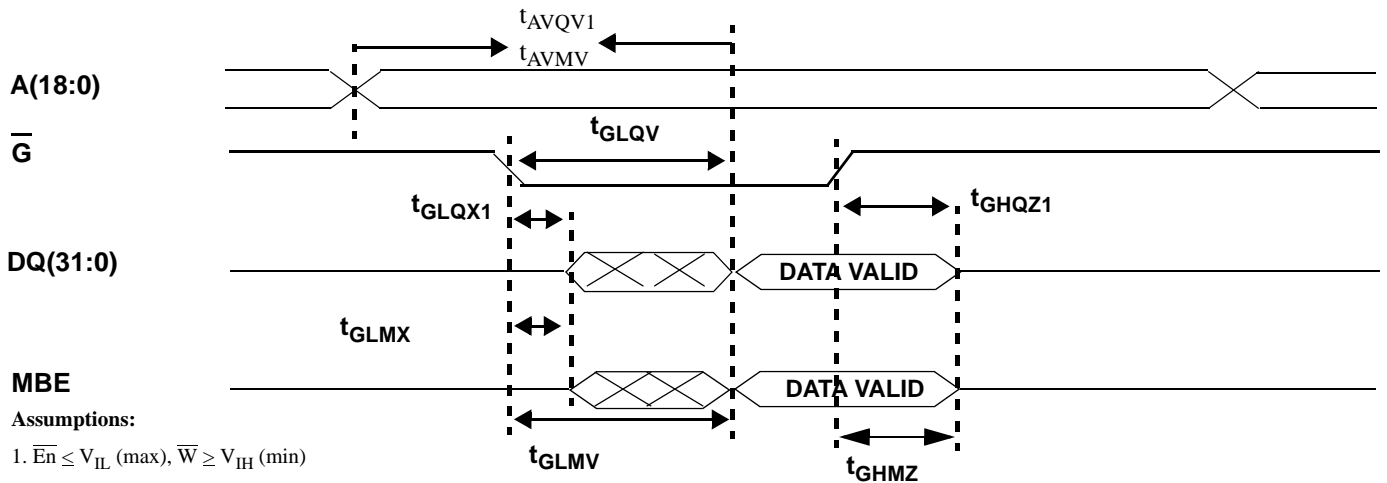 tAVQV1
tAVMV
A(18:0)
G̅
tGLQV
tGLQX1
tGHQZ1
DQ(31:0)
DATA VALID
tGLMX
MBE
DATA VALID
Assumptions:
1. E̅n̅ ≤ VIL (max), W̅ ≥ VIH (min)
tGLMV
tGHMZ